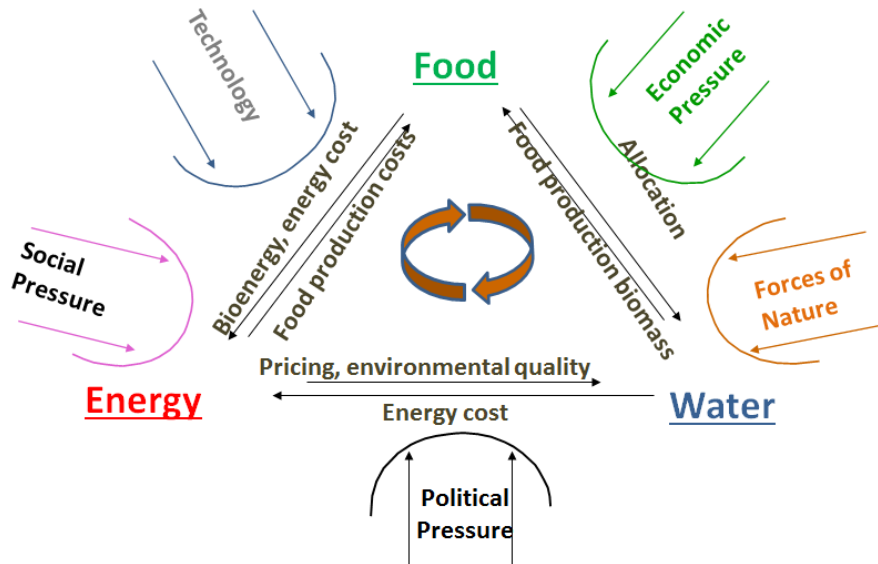 Technology
Food
Economic
Pressure
Bioenergy, energy cost
Food production costs
Food production biomass
Allocation
Social
Pressure
Forces of
Nature
Pricing, environmental quality
Energy
Energy cost
Water
Political
Pressure